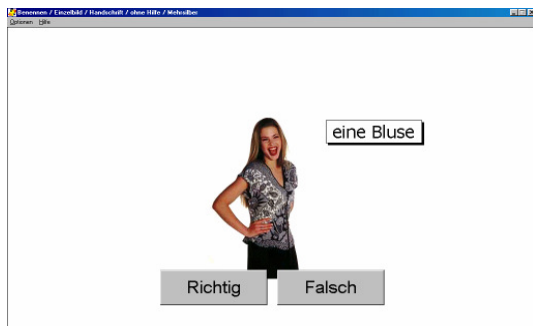 Benennen / Einzelbild / Handschrift / ohne Hilfe / Mehrsilber
Optionen Hilfe
eine Bluse
Richtig Falsch